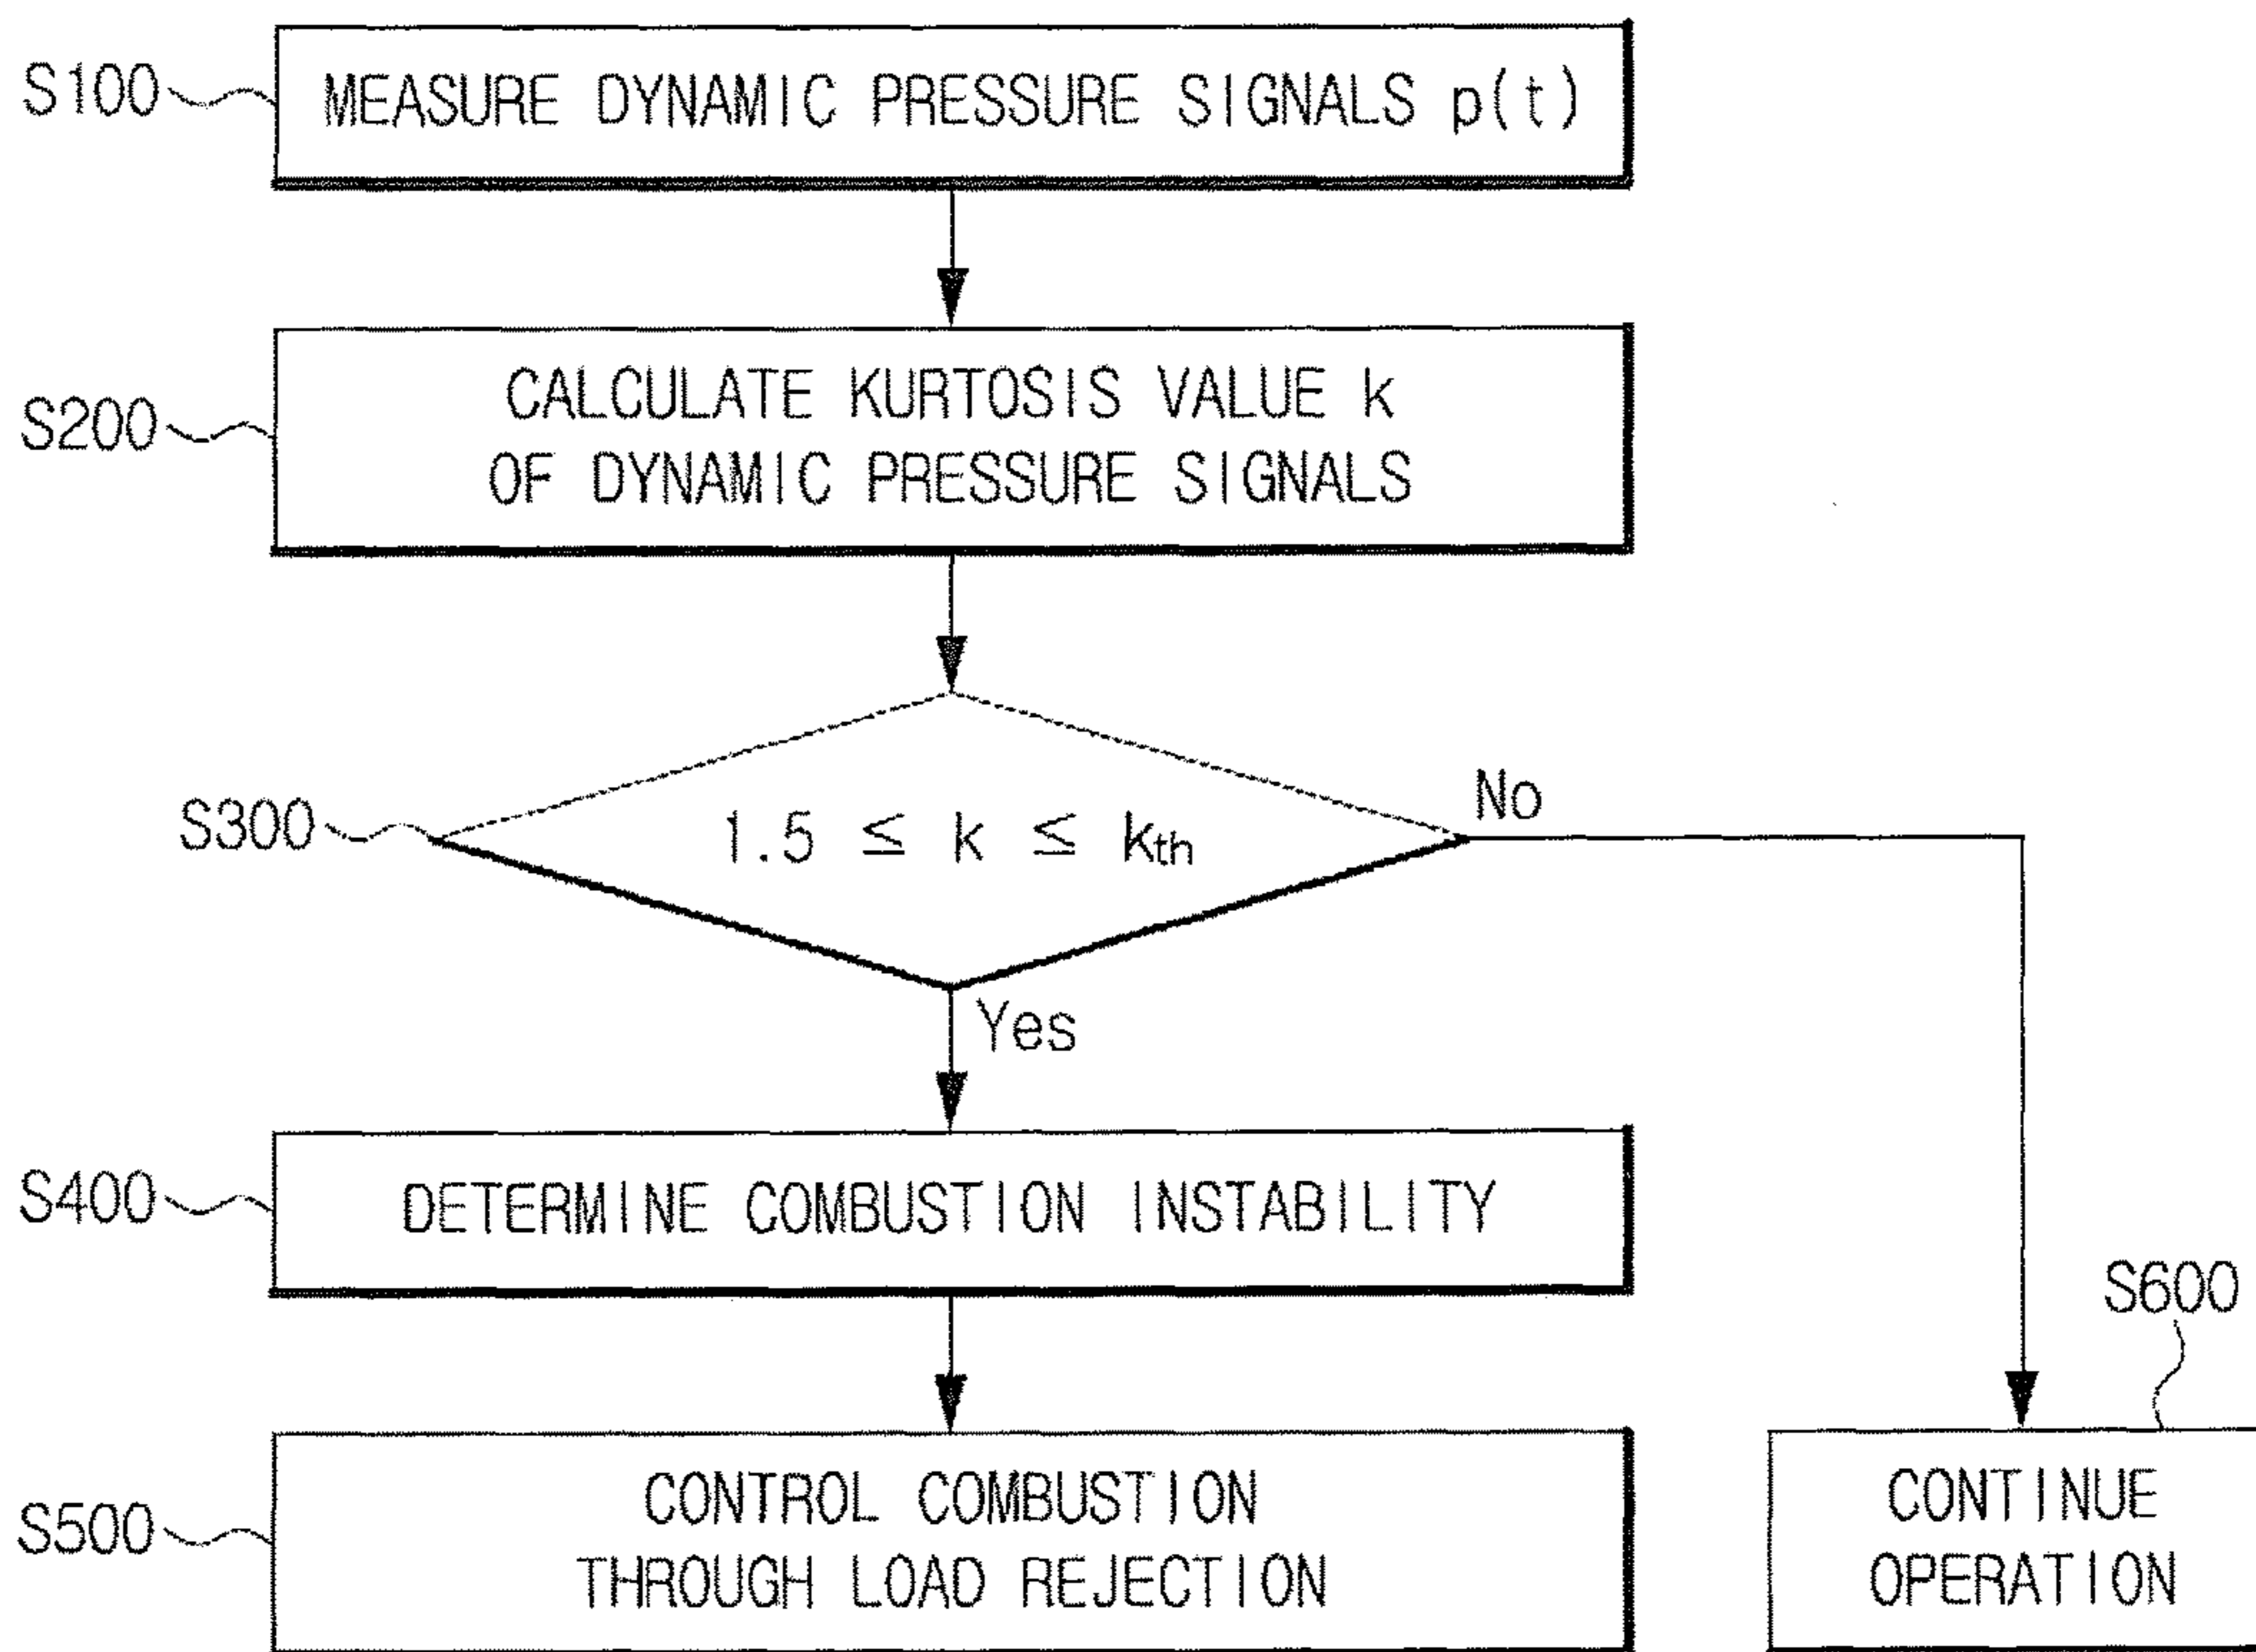 S100
MEASURE DYNAMIC PRESSURE SIGNALS p(t)
S200
CALCULATE KURTOSIS VALUE k
OF DYNAMIC PRESSURE SIGNALS
S300
1.5 ≤ k ≤ kth
No
Yes
S400
DETERMINE COMBUSTION INSTABILITY
S500
CONTROL COMBUSTION
THROUGH LOAD REJECTION
S600
CONTINUE
OPERATION